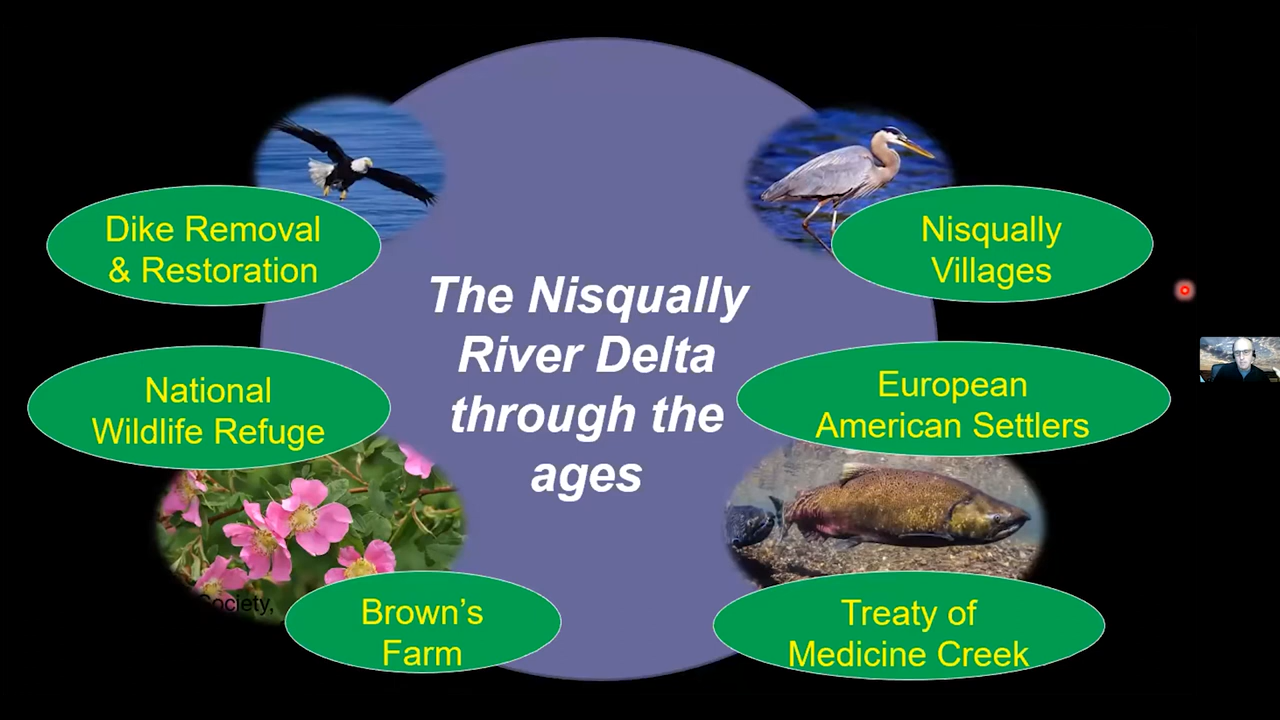 Dike Removal
& Restoration
Nisqually
Villages
The Nisqually
River Delta
through the
ages
National
Wildlife Refuge
European
American Settlers
Society,
Brown's
Farm
Treaty of
Medicine Creek